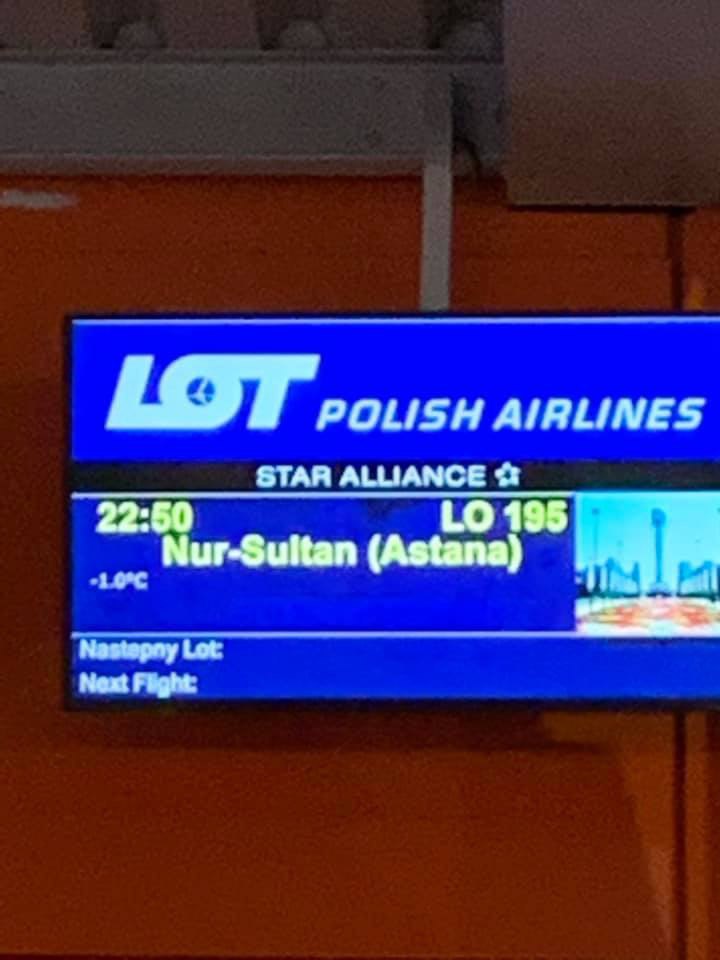 LOT POLISH AIRLINES
STAR ALLIANCE
22:50 LO 195
Nur-Sultan (Astana)
-1.0°C
Nastepny Lot:
Next Flight: